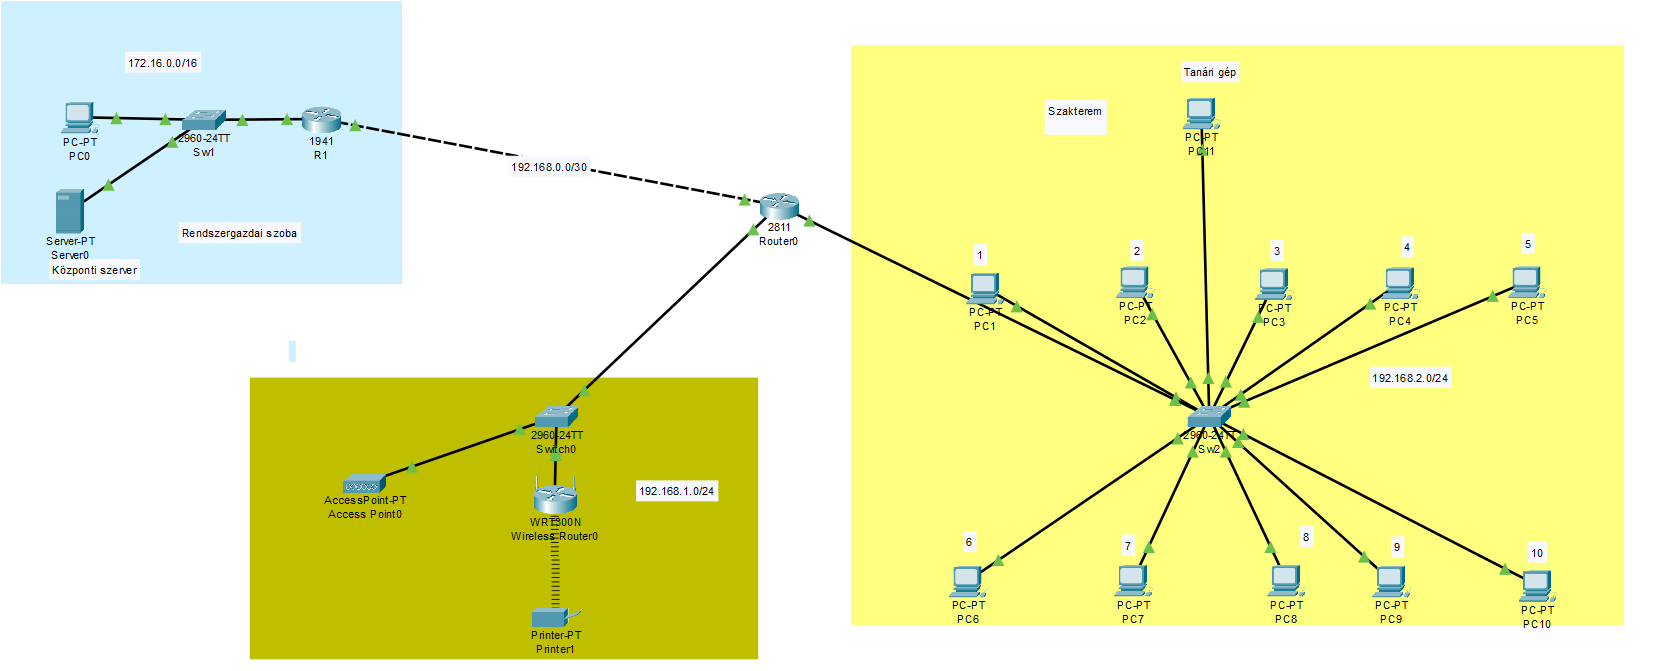 172.16.0.0/16
PC-PT
PC0
2960-24TT
Sw1
1941
R1
Server-PT
Server0
Központi szerver
Rendszergazdai szoba
192.168.0.0/30
2811
Router0
Tanári gép
Szakterem
PC-PT
PC11
1
PC-PT
PC1
2
PC-PT
PC2
3
PC-PT
PC3
4
PC-PT
PC4
5
PC-PT
PC5
192.168.2.0/24
2960-24TT
Sw2
6
PC-PT
PC6
7
PC-PT
PC7
8
PC-PT
PC8
9
PC-PT
PC9
10
PC-PT
PC10
2960-24TT
Switch0
AccessPoint-PT
Access Point0
192.168.1.0/24
WRT300N
Wireless Router0
Printer-PT
Printer1